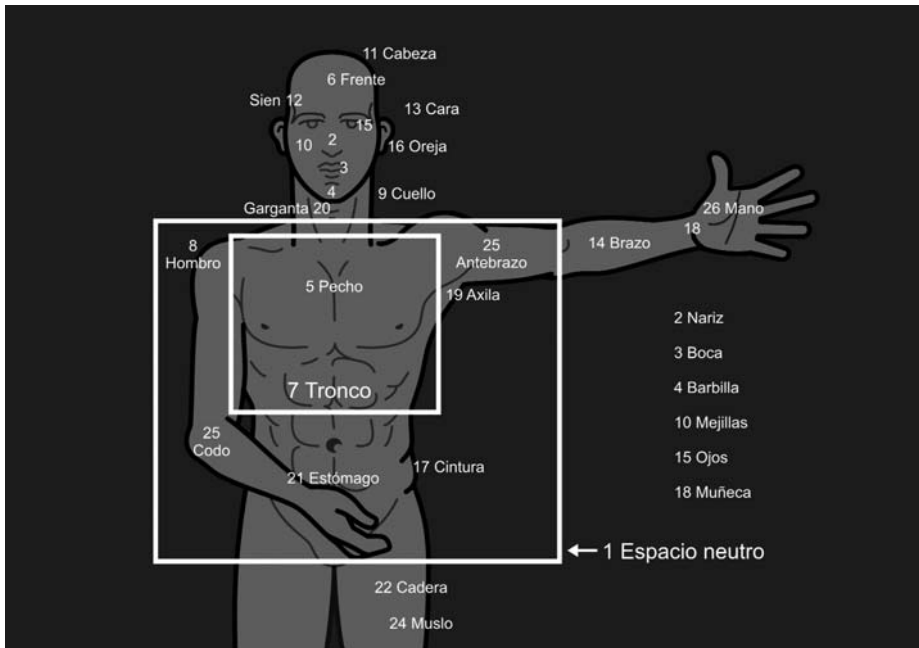 11 Cabeza
6 Frente
Sien 12
13 Cara
15
10
2
16 Oreja
3
4
9 Cuello
Garganta 20
26 Mano
18
8
Hombro
25
Antebrazo
14 Brazo
5 Pecho
19 Axila
2 Nariz
3 Boca
7 Tronco
4 Barbilla
10 Mejillas
25
Codo
15 Ojos
17 Cintura
21 Estómago
18 Muñeca
1 Espacio neutro
22 Cadera
24 Muslo